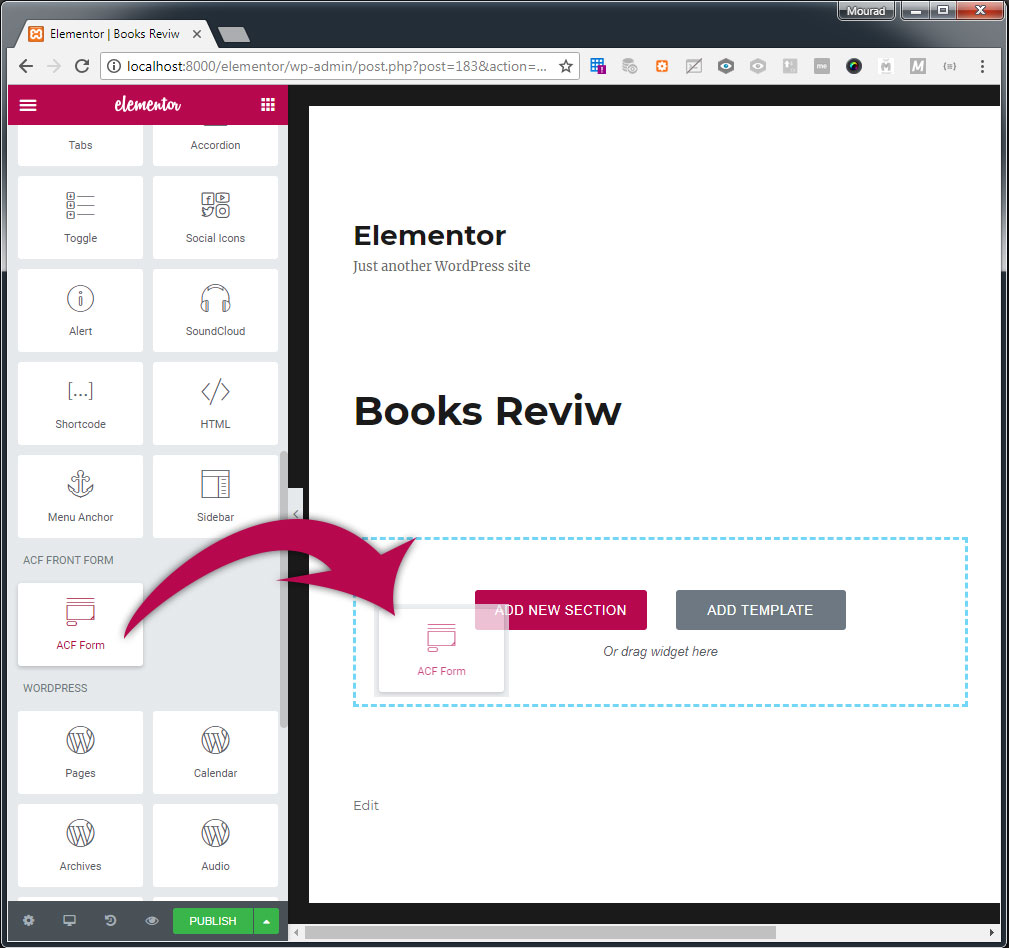 Mourad
Elementor | Books Reviw
localhost:8000/elementor/wp-admin/post.php?post=183&action=...
elementor
Tabs
Accordion
Toggle
Social Icons
Alert
SoundCloud
[...]
Shortcode
</>
HTML
Menu Anchor
Sidebar
ACF FRONT FORM
ACF Form
WORDPRESS
Pages
Calendar
Archives
Audio
PUBLISH
Elementor
Just another WordPress site
Books Reviw
ADD NEW SECTION
ADD TEMPLATE
Or drag widget here
ACF Form
Edit